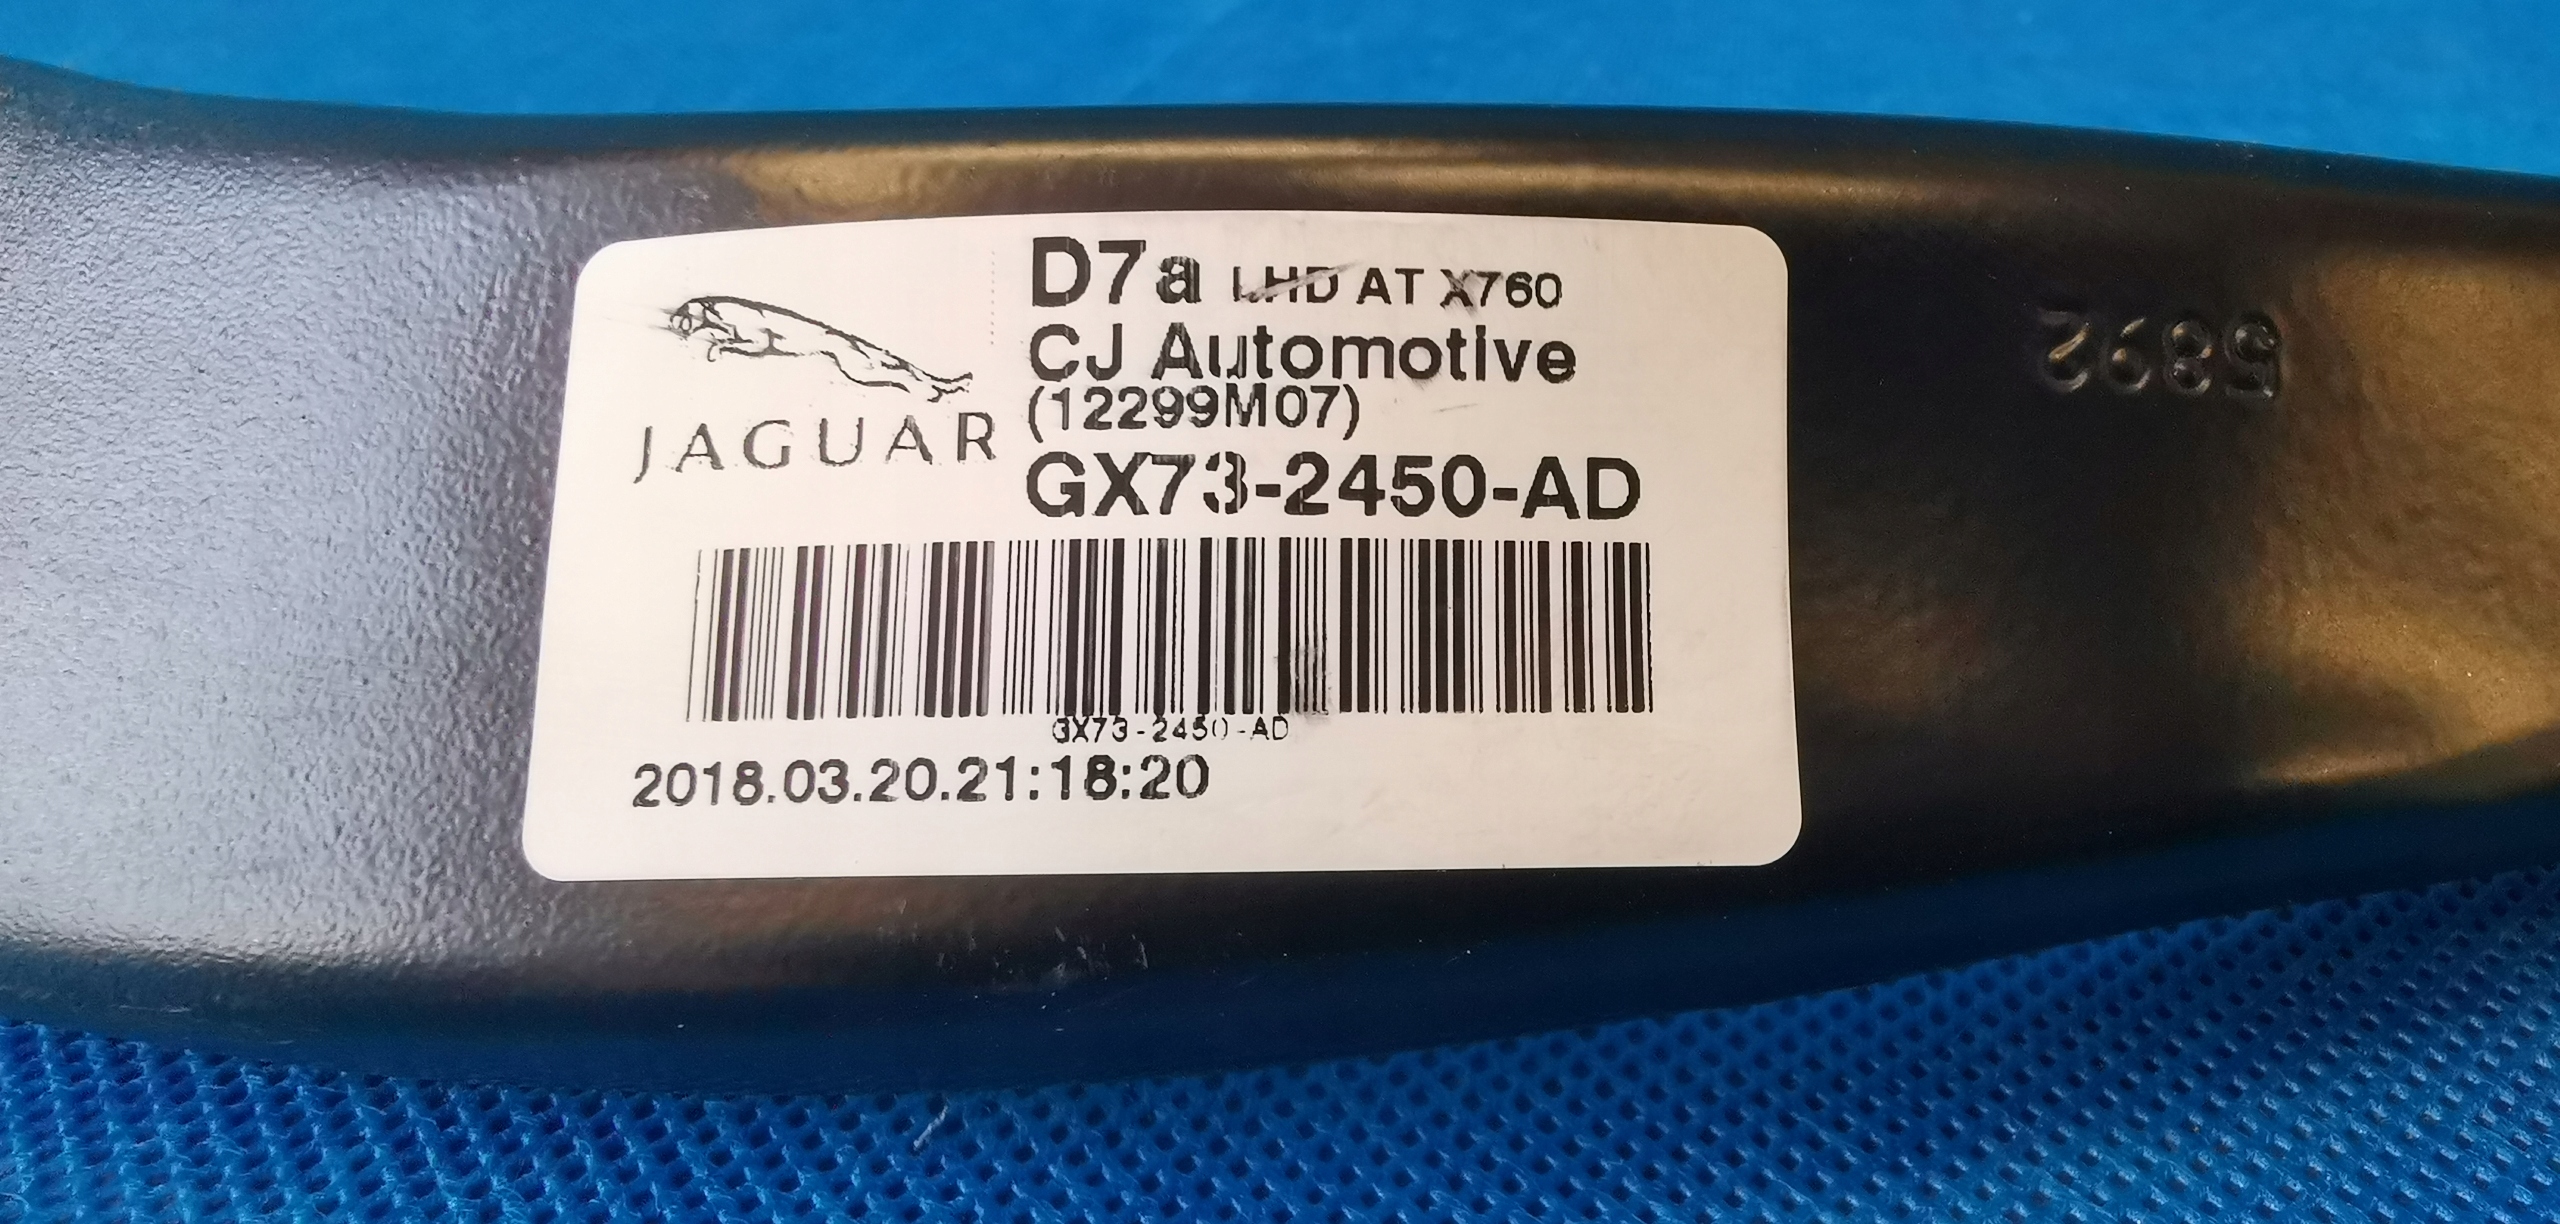 D7a LHD AT X760
CJ Automotive
(12299M07)
JAGUAR
GX73-2450-AD
GX73-2450-AD
2018.03.20.21:18:20
5892